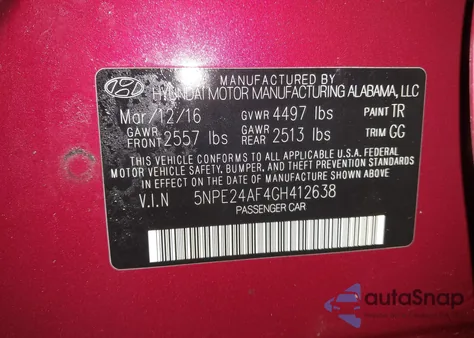 MANUFACTURED BY
HYUNDAI MOTOR MANUFACTURING ALABAMA, LLC
Mar/12/16 GVWR 4497 lbs PAINT TR
GAWR FRONT 2557 lbs GAWR REAR 2513 lbs TRIM GG
THIS VEHICLE CONFORMS TO ALL APPLICABLE U.S.A. FEDERAL
MOTOR VEHICLE SAFETY, BUMPER, AND THEFT PREVENTION STANDARDS
IN EFFECT ON THE DATE OF MANUFACTURE SHOWN ABOVE.
V.I.N 5NPE24AF4GH412638
PASSENGER CAR
autoSnap